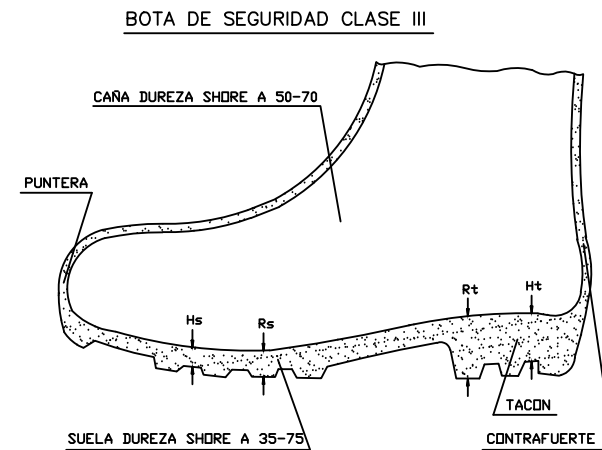 BOTA DE SEGURIDAD CLASE III
CAÑA DUREZA SHORE A 50-70
PUNTERA
Hs
Rs
Rt
Ht
TACON
SUELA DUREZA SHORE A 35-75
CONTRAFUERTE